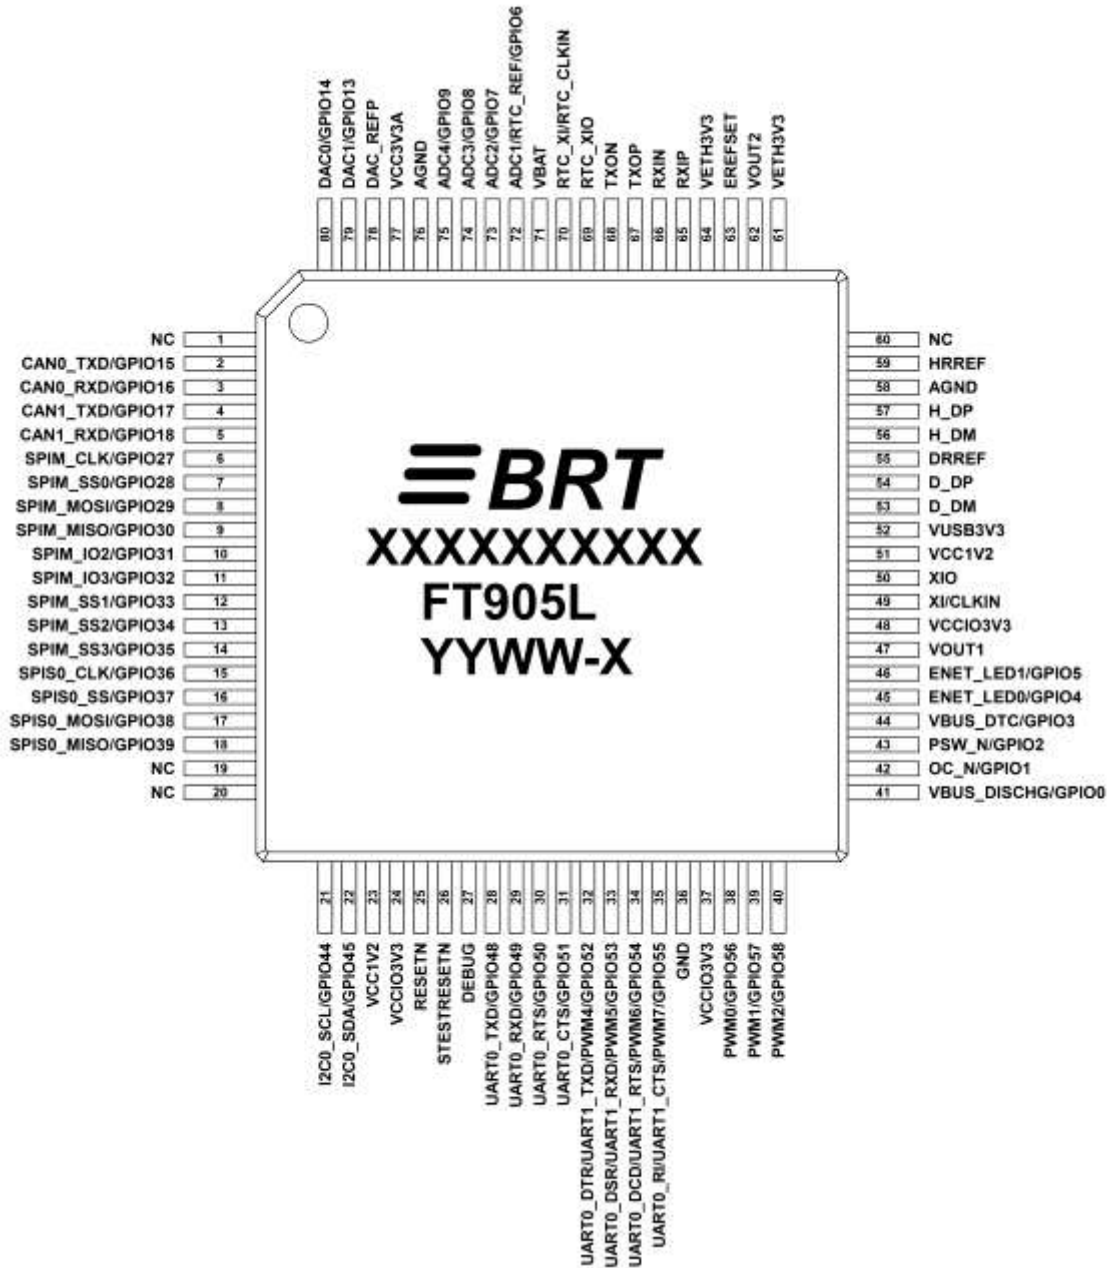 DAC0/GPIO14
DAC1/GPIO13
DAC_REFP
VCC3V3A
AGND
ADC4/GPIO9
ADC3/GPIO8
ADC2/GPIO7
ADC1/RTC_REF/GPIO6
VBAT
RTC_XI/RTC_CLKIN
RTC_XIO
TXON
TXOP
RXIN
RXIP
VETH3V3
EREFSET
VOUT2
VETH3V3
80 79 78 77 76 75 74 73 72 71 70 69 68 67 66 65 64 63 62 61
NC 1
CAN0_TXD/GPIO15 2
CAN0_RXD/GPIO16 3
CAN1_TXD/GPIO17 4
CAN1_RXD/GPIO18 5
SPIM_CLK/GPIO27 6
SPIM_SS0/GPIO28 7
SPIM_MOSI/GPIO29 8
SPIM_MISO/GPIO30 9
SPIM_IO2/GPIO31 10
SPIM_IO3/GPIO32 11
SPIM_SS1/GPIO33 12
SPIM_SS2/GPIO34 13
SPIM_SS3/GPIO35 14
SPIS0_CLK/GPIO36 15
SPIS0_SS/GPIO37 16
SPIS0_MOSI/GPIO38 17
SPIS0_MISO/GPIO39 18
NC 19
NC 20
BRT
XXXXXXXXXX
FT905L
YYWW-X
60 NC
59 HRREF
58 AGND
57 H_DP
56 H_DM
55 DRREF
54 D_DP
53 D_DM
52 VUSB3V3
51 VCC1V2
50 XIO
49 XI/CLKIN
48 VCCIO3V3
47 VOUT1
46 ENET_LED1/GPIO5
45 ENET_LED0/GPIO4
44 VBUS_DTC/GPIO3
43 PSW_N/GPIO2
42 OC_N/GPIO1
41 VBUS_DISCHG/GPIO0
21 22 23 24 25 26 27 28 29 30 31 32 33 34 35 36 37 38 39 40
I2C0_SCL/GPIO44
I2C0_SDA/GPIO45
VCC1V2
VCCIO3V3
RESETN
STESTRESETN
DEBUG
UART0_TXD/GPIO48
UART0_RXD/GPIO49
UART0_RTS/GPIO50
UART0_CTS/GPIO51
UART0_DTR/UART1_TXD/PWM4/GPIO52
UART0_DSR/UART1_RXD/PWM5/GPIO53
UART0_DCD/UART1_RTS/PWM6/GPIO54
UART0_RI/UART1_CTS/PWM7/GPIO55
GND
VCCIO3V3
PWM0/GPIO56
PWM1/GPIO57
PWM2/GPIO58